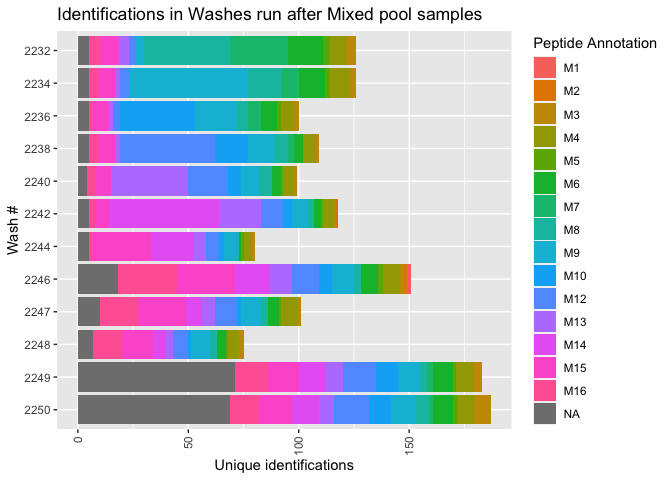 Identifications in Washes run after Mixed pool samples
Wash #
2232
2234
2236
2238
2240
2242
2244
2246
2247
2248
2249
2250
0
50
100
150
Unique identifications
Peptide Annotation
M1
M2
M3
M4
M5
M6
M7
M8
M9
M10
M12
M13
M14
M15
M16
NA